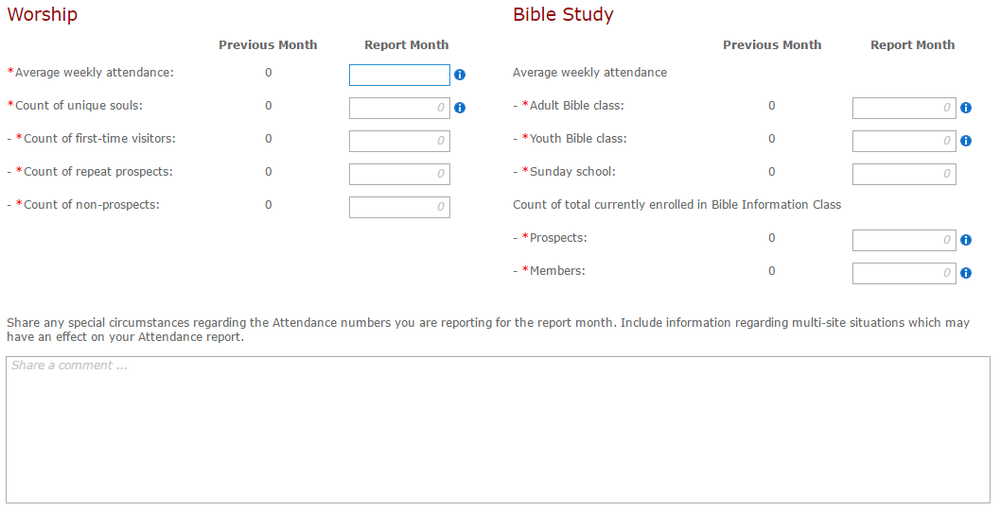 Worship
Previous Month Report Month
*Average weekly attendance: 0
*Count of unique souls: 0 0
- *Count of first-time visitors: 0 0
- *Count of repeat prospects: 0 0
- *Count of non-prospects: 0 0
Bible Study
Previous Month Report Month
Average weekly attendance
- *Adult Bible class: 0 0
- *Youth Bible class: 0 0
- *Sunday school: 0 0
Count of total currently enrolled in Bible Information Class
- *Prospects: 0 0
- *Members: 0 0
Share any special circumstances regarding the Attendance numbers you are reporting for the report month. Include information regarding multi-site situations which may
have an effect on your Attendance report.
Share a comment ...